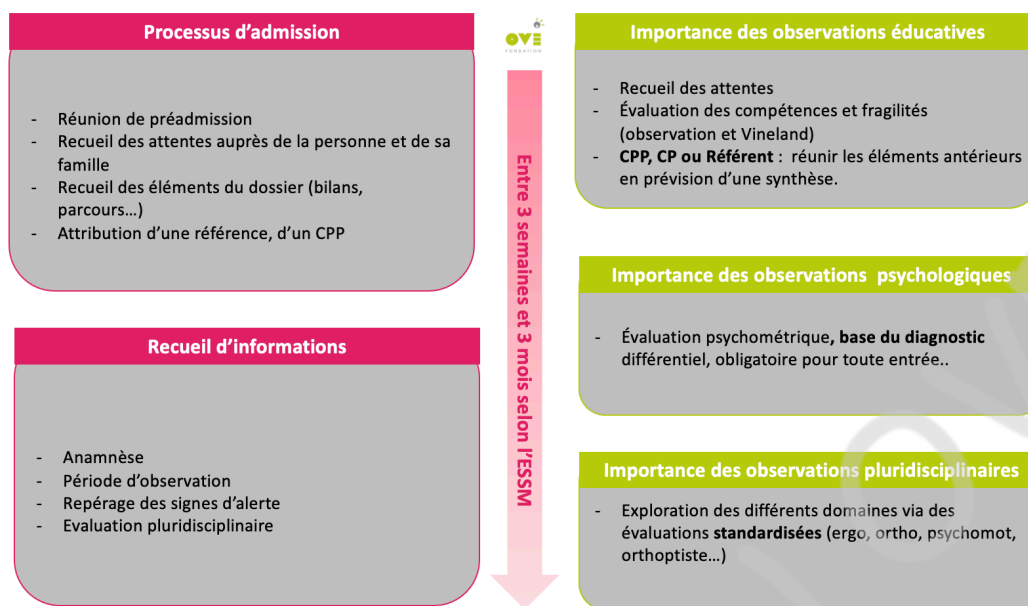 Processus d'admission
- Réunion de préadmission
- Recueil des attentes auprès de la personne et de sa
famille
- Recueil des éléments du dossier (bilans,
parcours…)
- Attribution d'une référence, d'un CPP
Recueil d'informations
- Anamnèse
- Période d'observation
- Repérage des signes d'alerte
- Evaluation pluridisciplinaire
OVE
FONDATION
Entre 3 semaines et 3 mois selon l'ESSM
Importance des observations éducatives
- Recueil des attentes
- Évaluation des compétences et fragilités
(observation et Vineland)
- CPP, CP ou Référent : réunir les éléments antérieurs
en prévision d'une synthèse.
Importance des observations psychologiques
- Évaluation psychométrique, base du diagnostic
différentiel, obligatoire pour toute entrée..
Importance des observations pluridisciplinaires
- Exploration des différents domaines via des
évaluations standardisées (ergo, ortho, psychomot,
orthoptiste…)